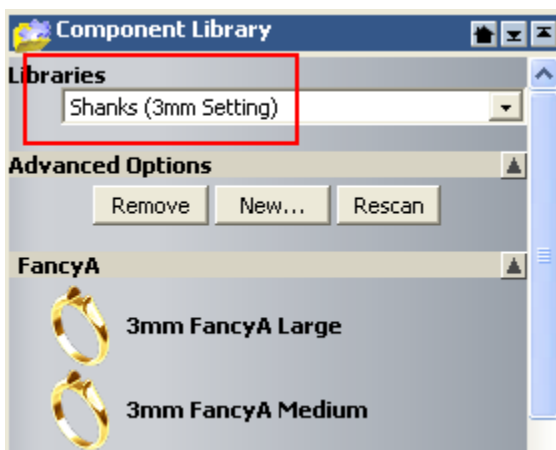 Component Library
Libraries
Shanks (3mm Setting)
Advanced Options
Remove New... Rescan
FancyA
3mm FancyA Large
3mm FancyA Medium